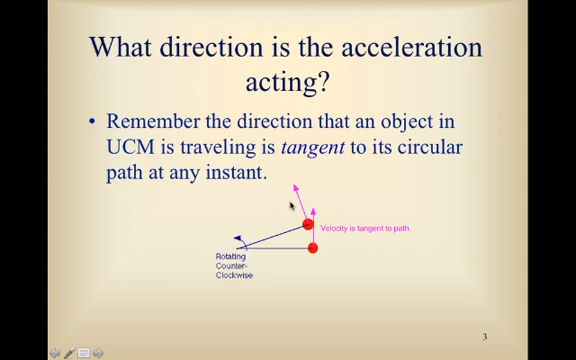 What direction is the acceleration
acting?
• Remember the direction that an object in
UCM is traveling is tangent to its circular
path at any instant.
Velocity is tangent to path.
Rotating
Counter-
Clockwise
3